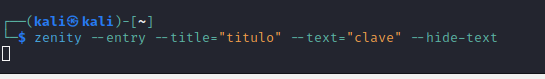 ┌──(kali㉿kali)-[~]
└─$ zenity --entry --title="titulo" --text="clave" --hide-text